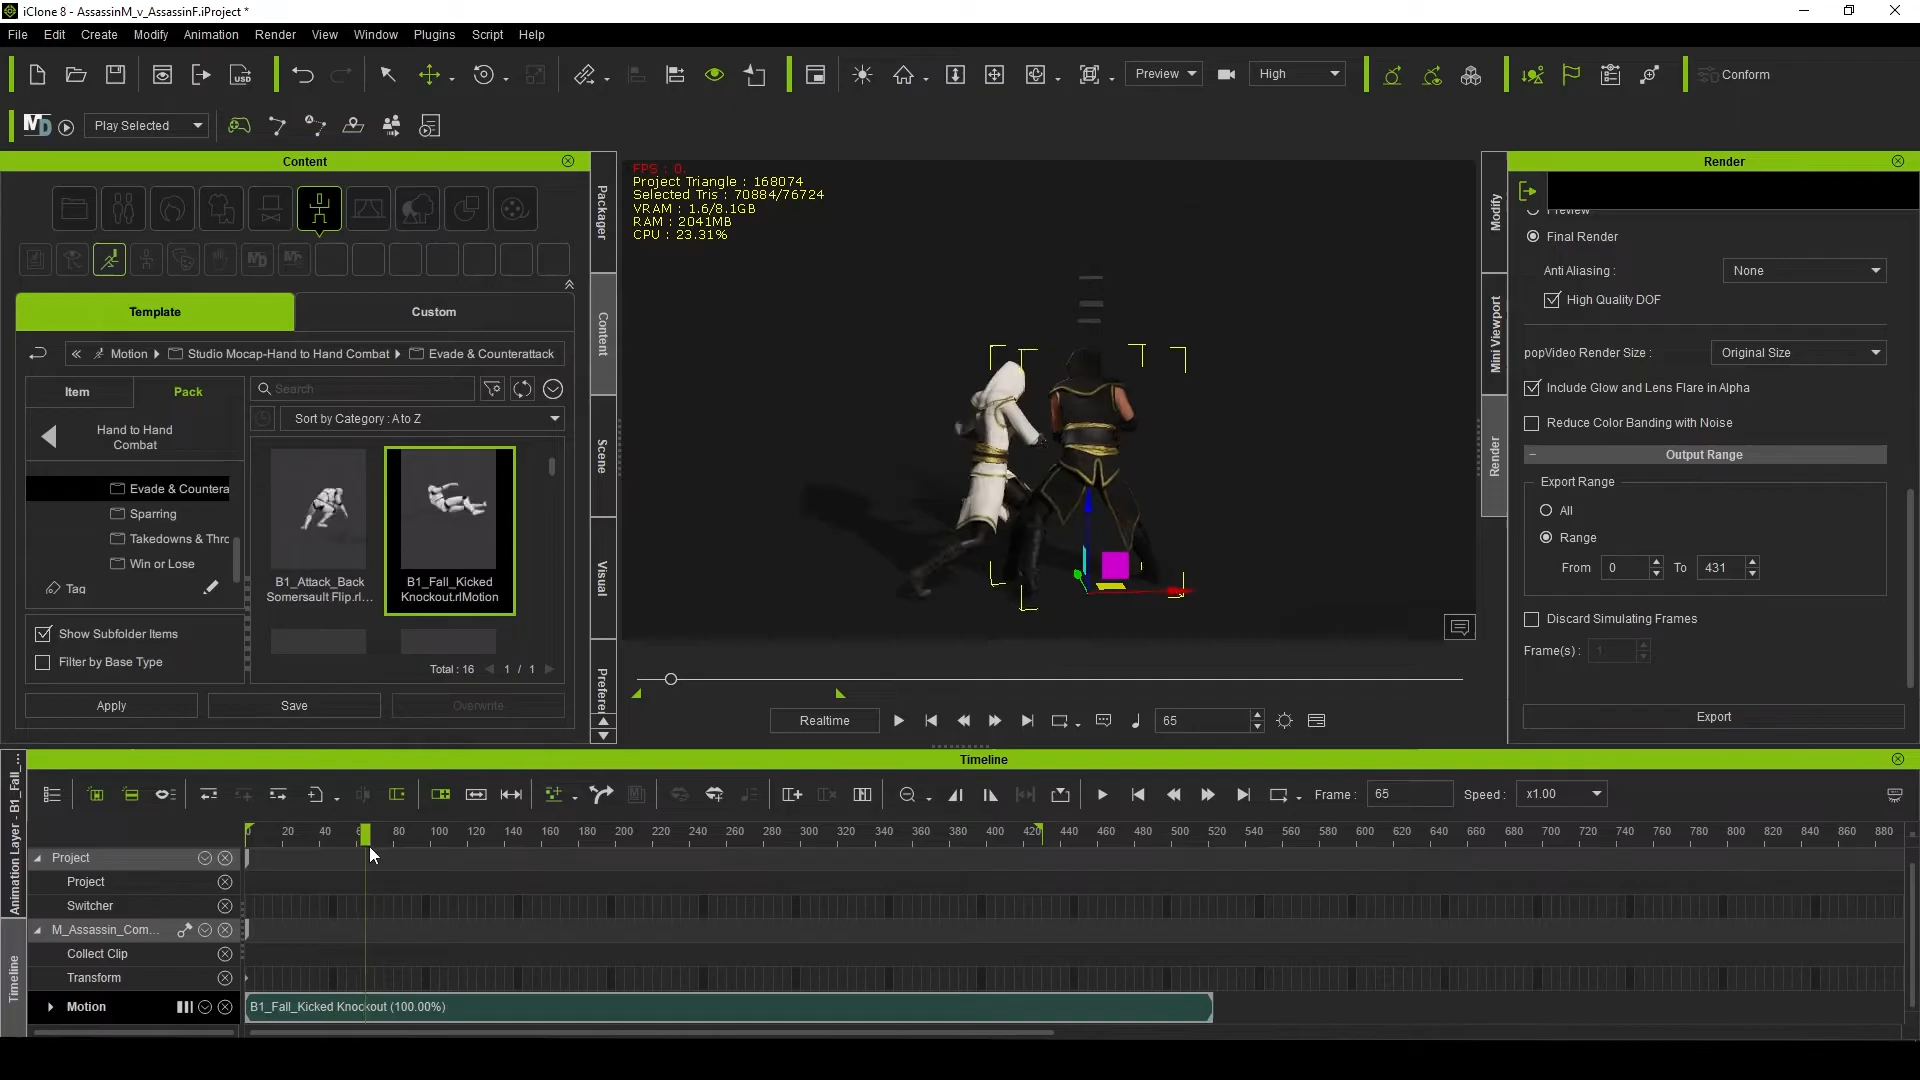 iClone 8 - AssassinM_v_AssassinF.iProject *
File Edit Create Modify Animation Render View Window Plugins Script Help
Preview High Conform
Play Selected
Content
Template Custom
Motion Studio Mocap-Hand to Hand Combat Evade & Counterattack
Item Pack
Search
Hand to Hand
Combat
Sort by Category : A to Z
Evade & Countera
Sparring
Takedowns & Thro
Win or Lose
Tag
B1_Attack_Back
Somersault Flip.rl...
B1_Fall_Kicked
Knockout.rlMotion
Show Subfolder Items
Filter by Base Type
Total : 16 1 / 1
Apply Save Overwrite
Packager
Content
Scene
Visual
Prefere
FPS : 0.
Project Triangle : 168074
Selected Tris : 70884/76724
VRAM : 1.6/8.1GB
RAM : 2041MB
CPU : 23.31%
Realtime 65
Modify
Mini Viewport
Render
Render
Preview
Final Render
Anti Aliasing : None
High Quality DOF
popVideo Render Size : Original Size
Include Glow and Lens Flare in Alpha
Reduce Color Banding with Noise
Output Range
Export Range
All
Range
From 0 To 431
Discard Simulating Frames
Frame(s) : 1
Export
Timeline
Animation Layer - B1_Fall_...
Timeline
Frame : 65 Speed : x1.00
0 20 40 6 80 100 120 140 160 180 200 220 240 260 280 300 320 340 360 380 400 420 440 460 480 500 520 540 560 580 600 620 640 660 680 700 720 740 760 780 800 820 840 860 880
Project
Project
Switcher
M_Assassin_Com...
Collect Clip
Transform
Motion
B1_Fall_Kicked Knockout (100.00%)